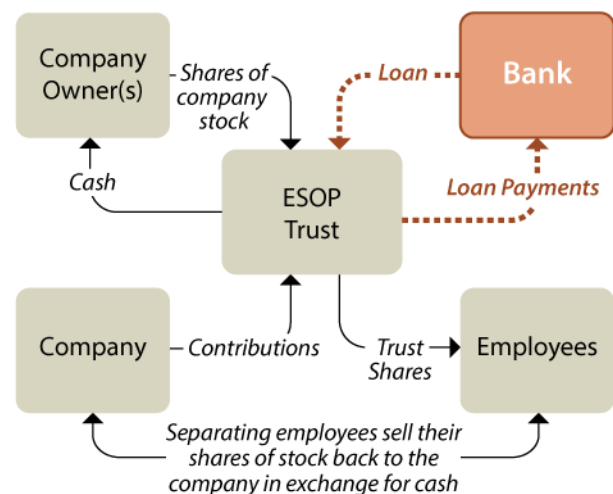 Company
Owner(s)
Shares of
company
stock
Loan
Bank
Cash
ESOP
Trust
Loan Payments
Company
Contributions
Trust
Shares
Employees
Separating employees sell their
shares of stock back to the
company in exchange for cash